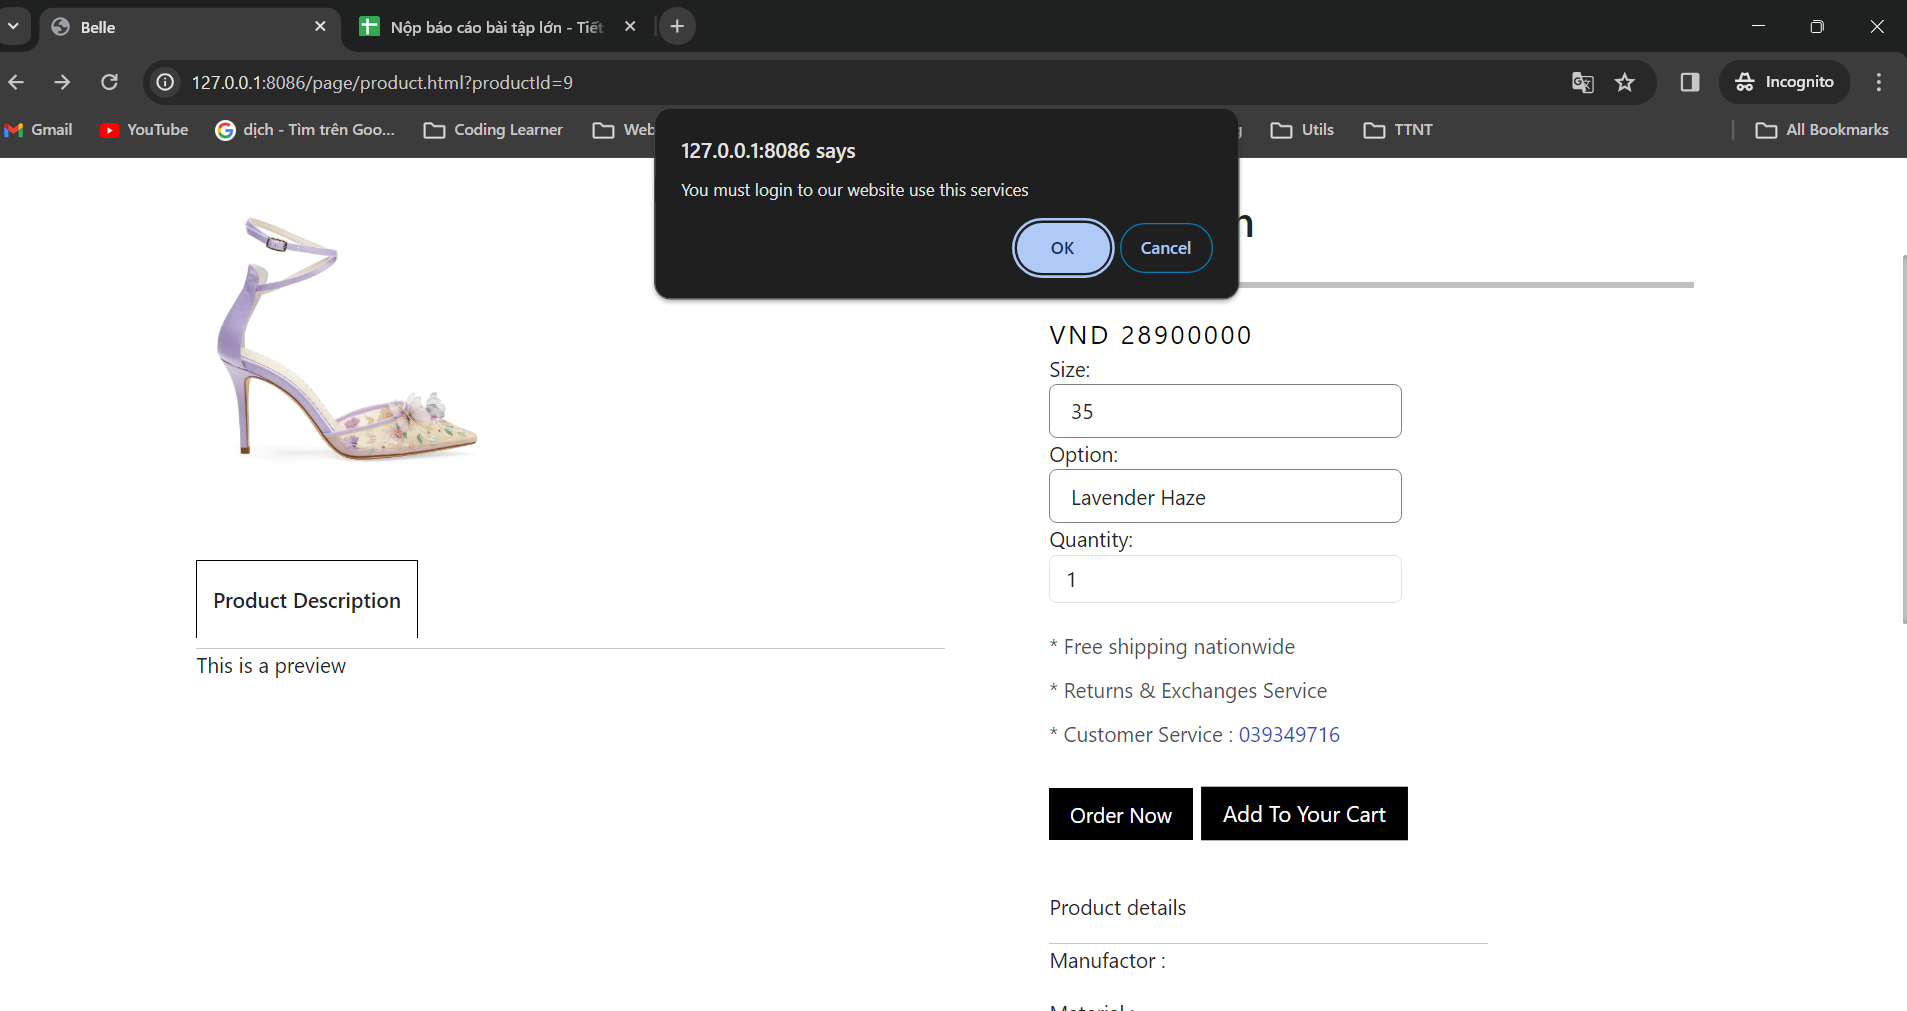 Belle
Nộp báo cáo bài tập lớn - Tiết
127.0.0.1:8086/page/product.html?productId=9
Incognito
Gmail
YouTube
dịch - Tìm trên Goo...
Coding Learner
Utils
TTNT
All Bookmarks
127.0.0.1:8086 says
You must login to our website use this services
OK
Cancel
VND 28900000
Size:
35
Option:
Lavender Haze
Quantity:
1
Product Description
This is a preview
* Free shipping nationwide
* Returns & Exchanges Service
* Customer Service : 039349716
Order Now
Add To Your Cart
Product details
Manufactor :